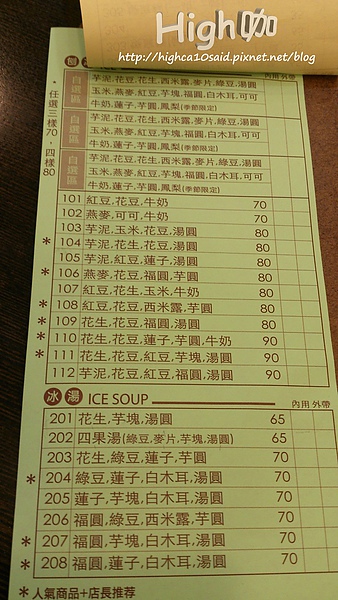 High咖
http://highca10said.pixnet.net/blog
內用 外帶
*任選三樣70，四樣80
自選區
芋泥,花豆,花生,西米露,麥片,綠豆,湯圓
玉米,燕麥,紅豆,芋塊,福圓,白木耳,可可
牛奶,蓮子,芋圓,鳳梨(季節限定)
自選區
芋泥,花豆,花生,西米露,麥片,綠豆,湯圓
玉米,燕麥,紅豆,芋塊,福圓,白木耳,可可
牛奶,蓮子,芋圓,鳳梨(季節限定)
自選區
芋泥,花豆,花生,西米露,麥片,綠豆,湯圓
玉米,燕麥,紅豆,芋塊,福圓,白木耳,可可
牛奶,蓮子,芋圓,鳳梨(季節限定)
101 紅豆,花豆,牛奶 70
102 燕麥,可可,牛奶 70
103 芋泥,玉米,花豆,湯圓 80
*104 芋泥,花生,花豆,湯圓 80
105 芋泥,紅豆,蓮子,湯圓 80
*106 燕麥,花豆,福圓,芋圓 80
107 紅豆,花生,玉米,牛奶 80
*108 紅豆,花豆,西米露,芋圓 80
*109 花生,花豆,福圓,湯圓 80
*110 花生,花豆,蓮子,芋圓,牛奶 90
*111 花生,花豆,紅豆,芋塊,湯圓 90
112 芋泥,花豆,紅豆,福圓,湯圓 90
冰湯 ICE SOUP
內用 外帶
201 花生,芋塊,湯圓 65
202 四果湯(綠豆,麥片,芋塊,湯圓) 65
203 花生,綠豆,蓮子,芋圓 70
*204 綠豆,蓮子,白木耳,湯圓 70
205 蓮子,芋塊,白木耳,湯圓 70
206 福圓,綠豆,西米露,芋圓 70
*207 福圓,芋塊,白木耳,湯圓 70
*208 福圓,蓮子,白木耳,湯圓 70
*人氣商品+店長推荐